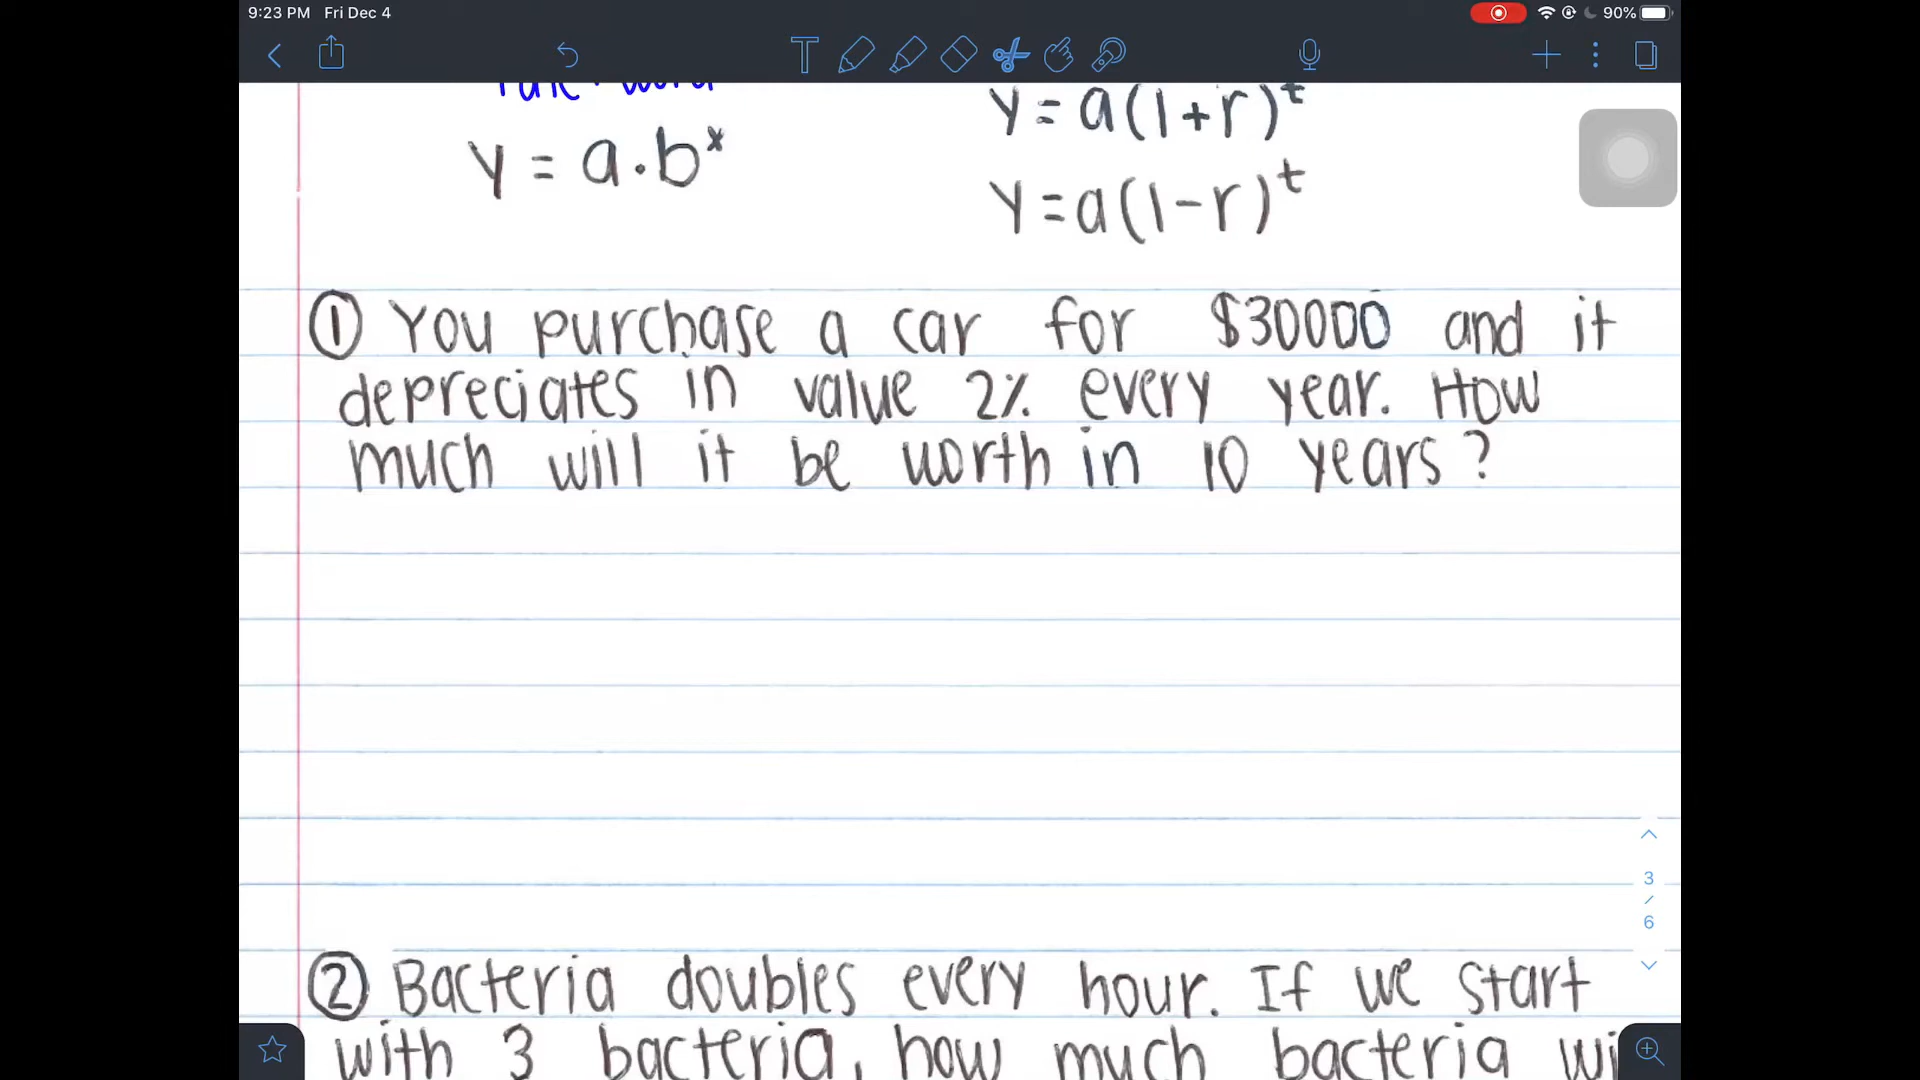 9:23 PM Fri Dec 4
90%
y = a · b^x
y = a(1+r)^t
y = a(1-r)^t
① You purchase a car for $30000 and it
depreciates in value 2% every year. How
much will it be worth in 10 years?
3
/
6
② Bacteria doubles every hour. If we start
with 3 bacteria, how much bacteria